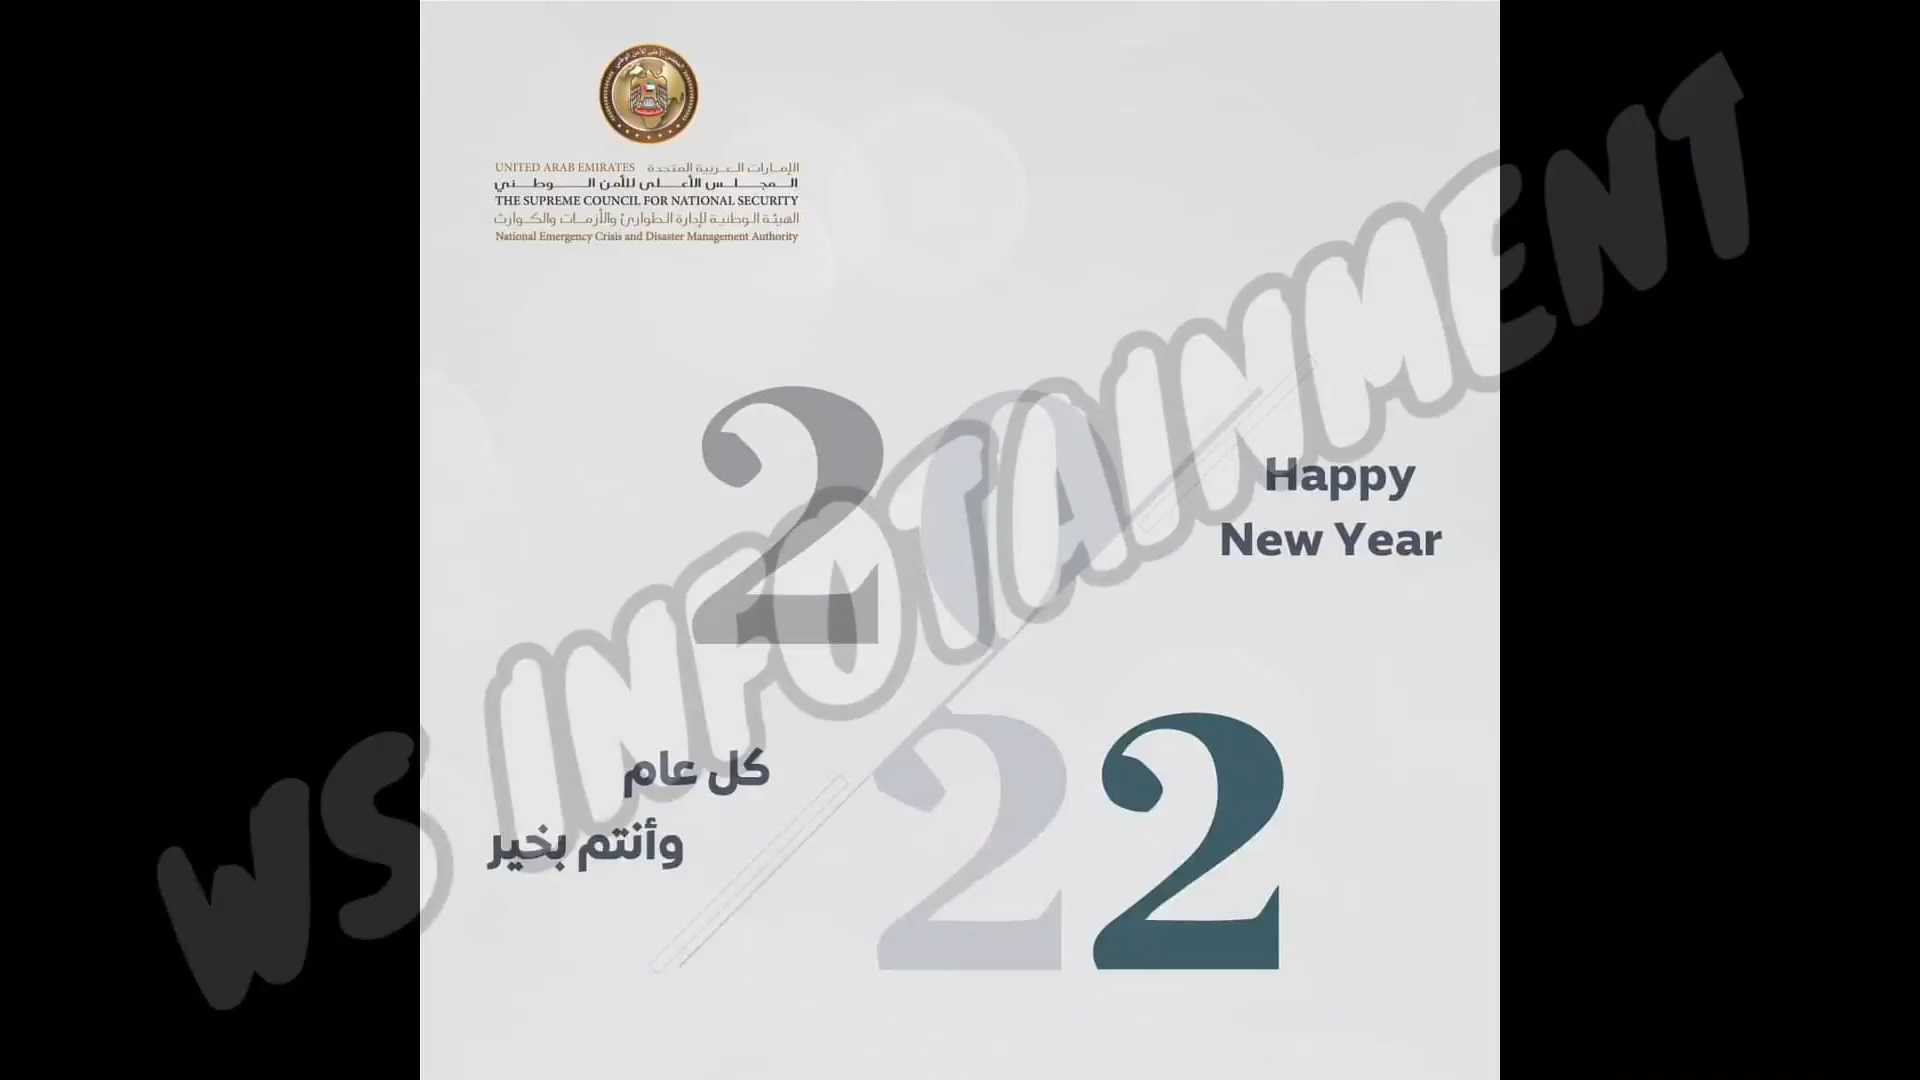 UNITED ARAB EMIRATES الإمارات العربية المتحدة
المجلس الأعلى للأمن الوطني
THE SUPREME COUNCIL FOR NATIONAL SECURITY
الهيئة الوطنية لإدارة الطوارئ والأزمات والكوارث
National Emergency Crisis and Disaster Management Authority
20
Happy
New Year
كل عام
وأنتم بخير
22
WS INFOTAINMENT